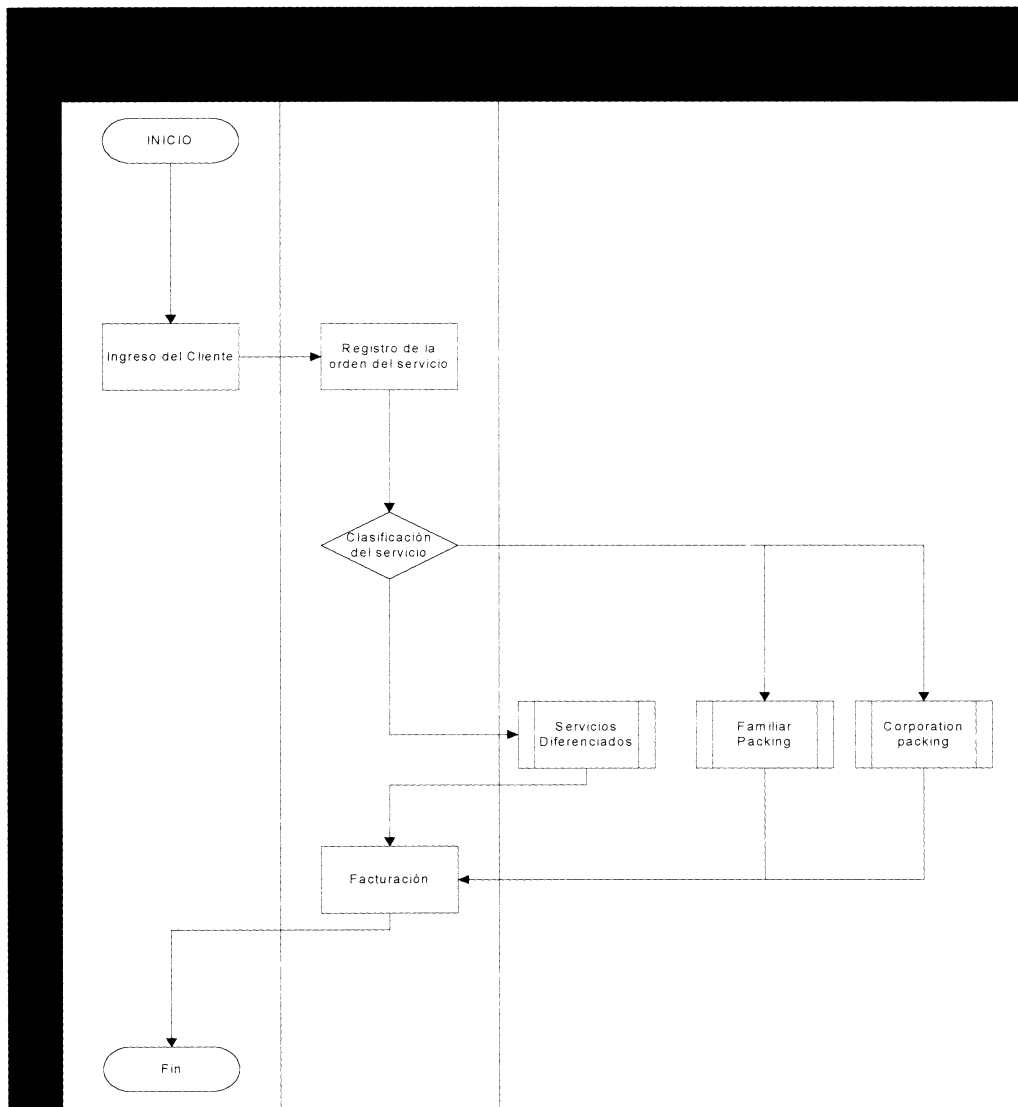 INICIO
Ingreso del Cliente
Registro de la
orden del servicio
Clasificación
del servicio
Servicios
Diferenciados
Familiar
Packing
Corporation
packing
Facturación
Fin